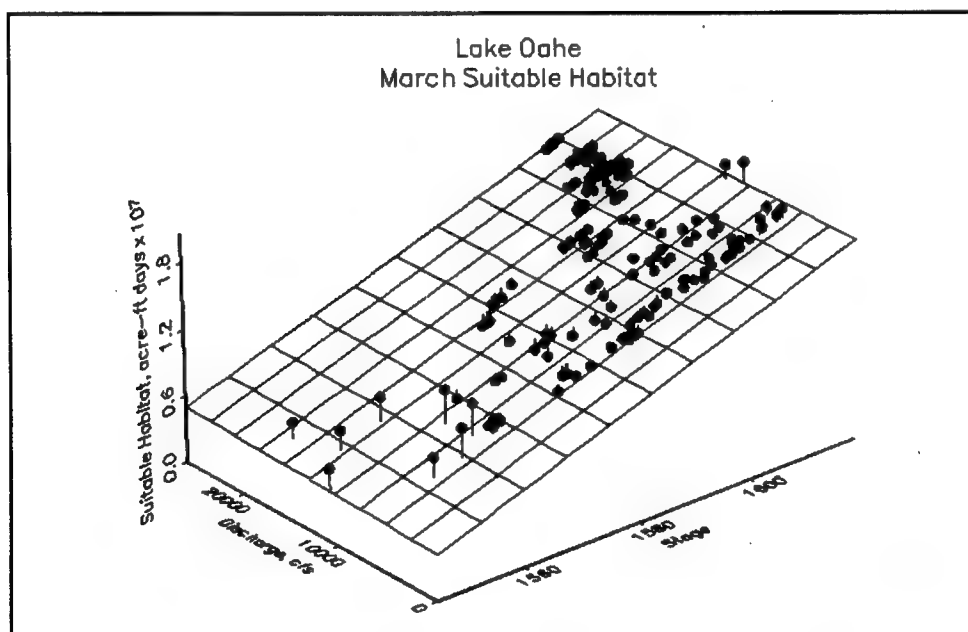 Lake Oahe
March Suitable Habitat
Suitable Habitat, acre-ft days x 107
1.8
1.2
0.6
0.0
20000
10000
0
Discharge, cfs
1560
1580
1600
Stage